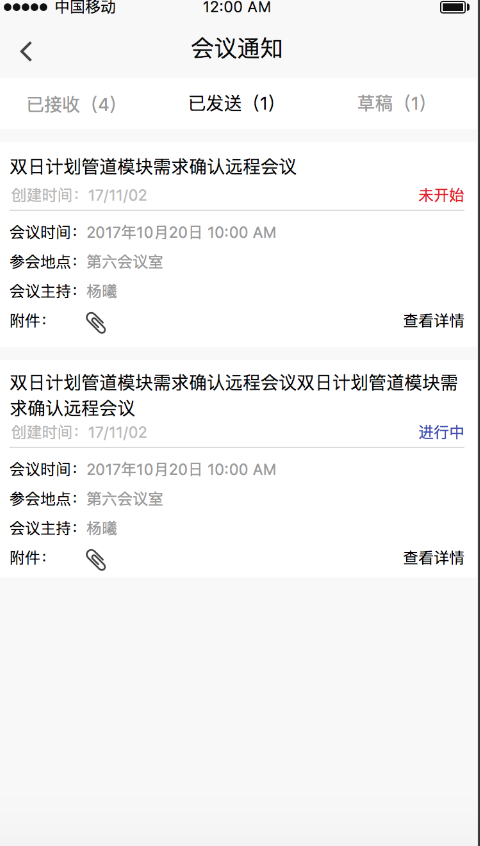 中国移动 12:00 AM
会议通知
已接收（4） 已发送（1） 草稿（1）
双日计划管道模块需求确认远程会议
创建时间：17/11/02 未开始
会议时间：2017年10月20日 10:00 AM
参会地点：第六会议室
会议主持：杨曦
附件： 查看详情
双日计划管道模块需求确认远程会议双日计划管道模块需
求确认远程会议
创建时间：17/11/02 进行中
会议时间：2017年10月20日 10:00 AM
参会地点：第六会议室
会议主持：杨曦
附件： 查看详情